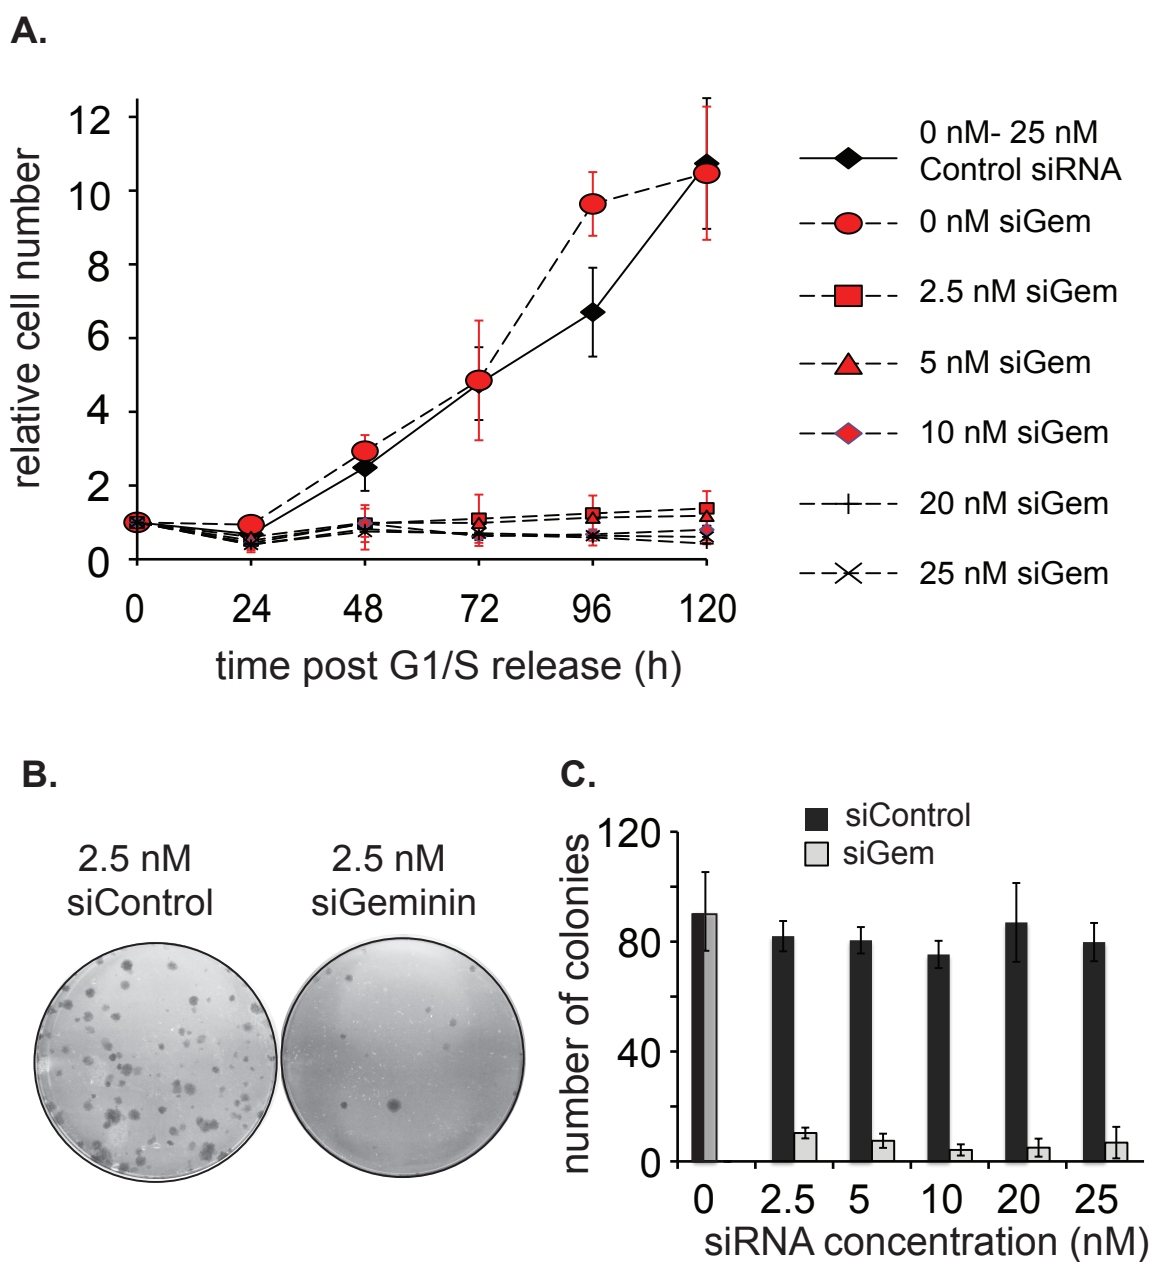 A.
relative cell number
12
10
8
6
4
2
0
0 24 48 72 96 120
time post G1/S release (h)
0 nM- 25 nM
Control siRNA
0 nM siGem
2.5 nM siGem
5 nM siGem
10 nM siGem
20 nM siGem
25 nM siGem
B.
2.5 nM
siControl
2.5 nM
siGeminin
C.
siControl
siGem
number of colonies
120
80
40
0
0 2.5 5 10 20 25
siRNA concentration (nM)